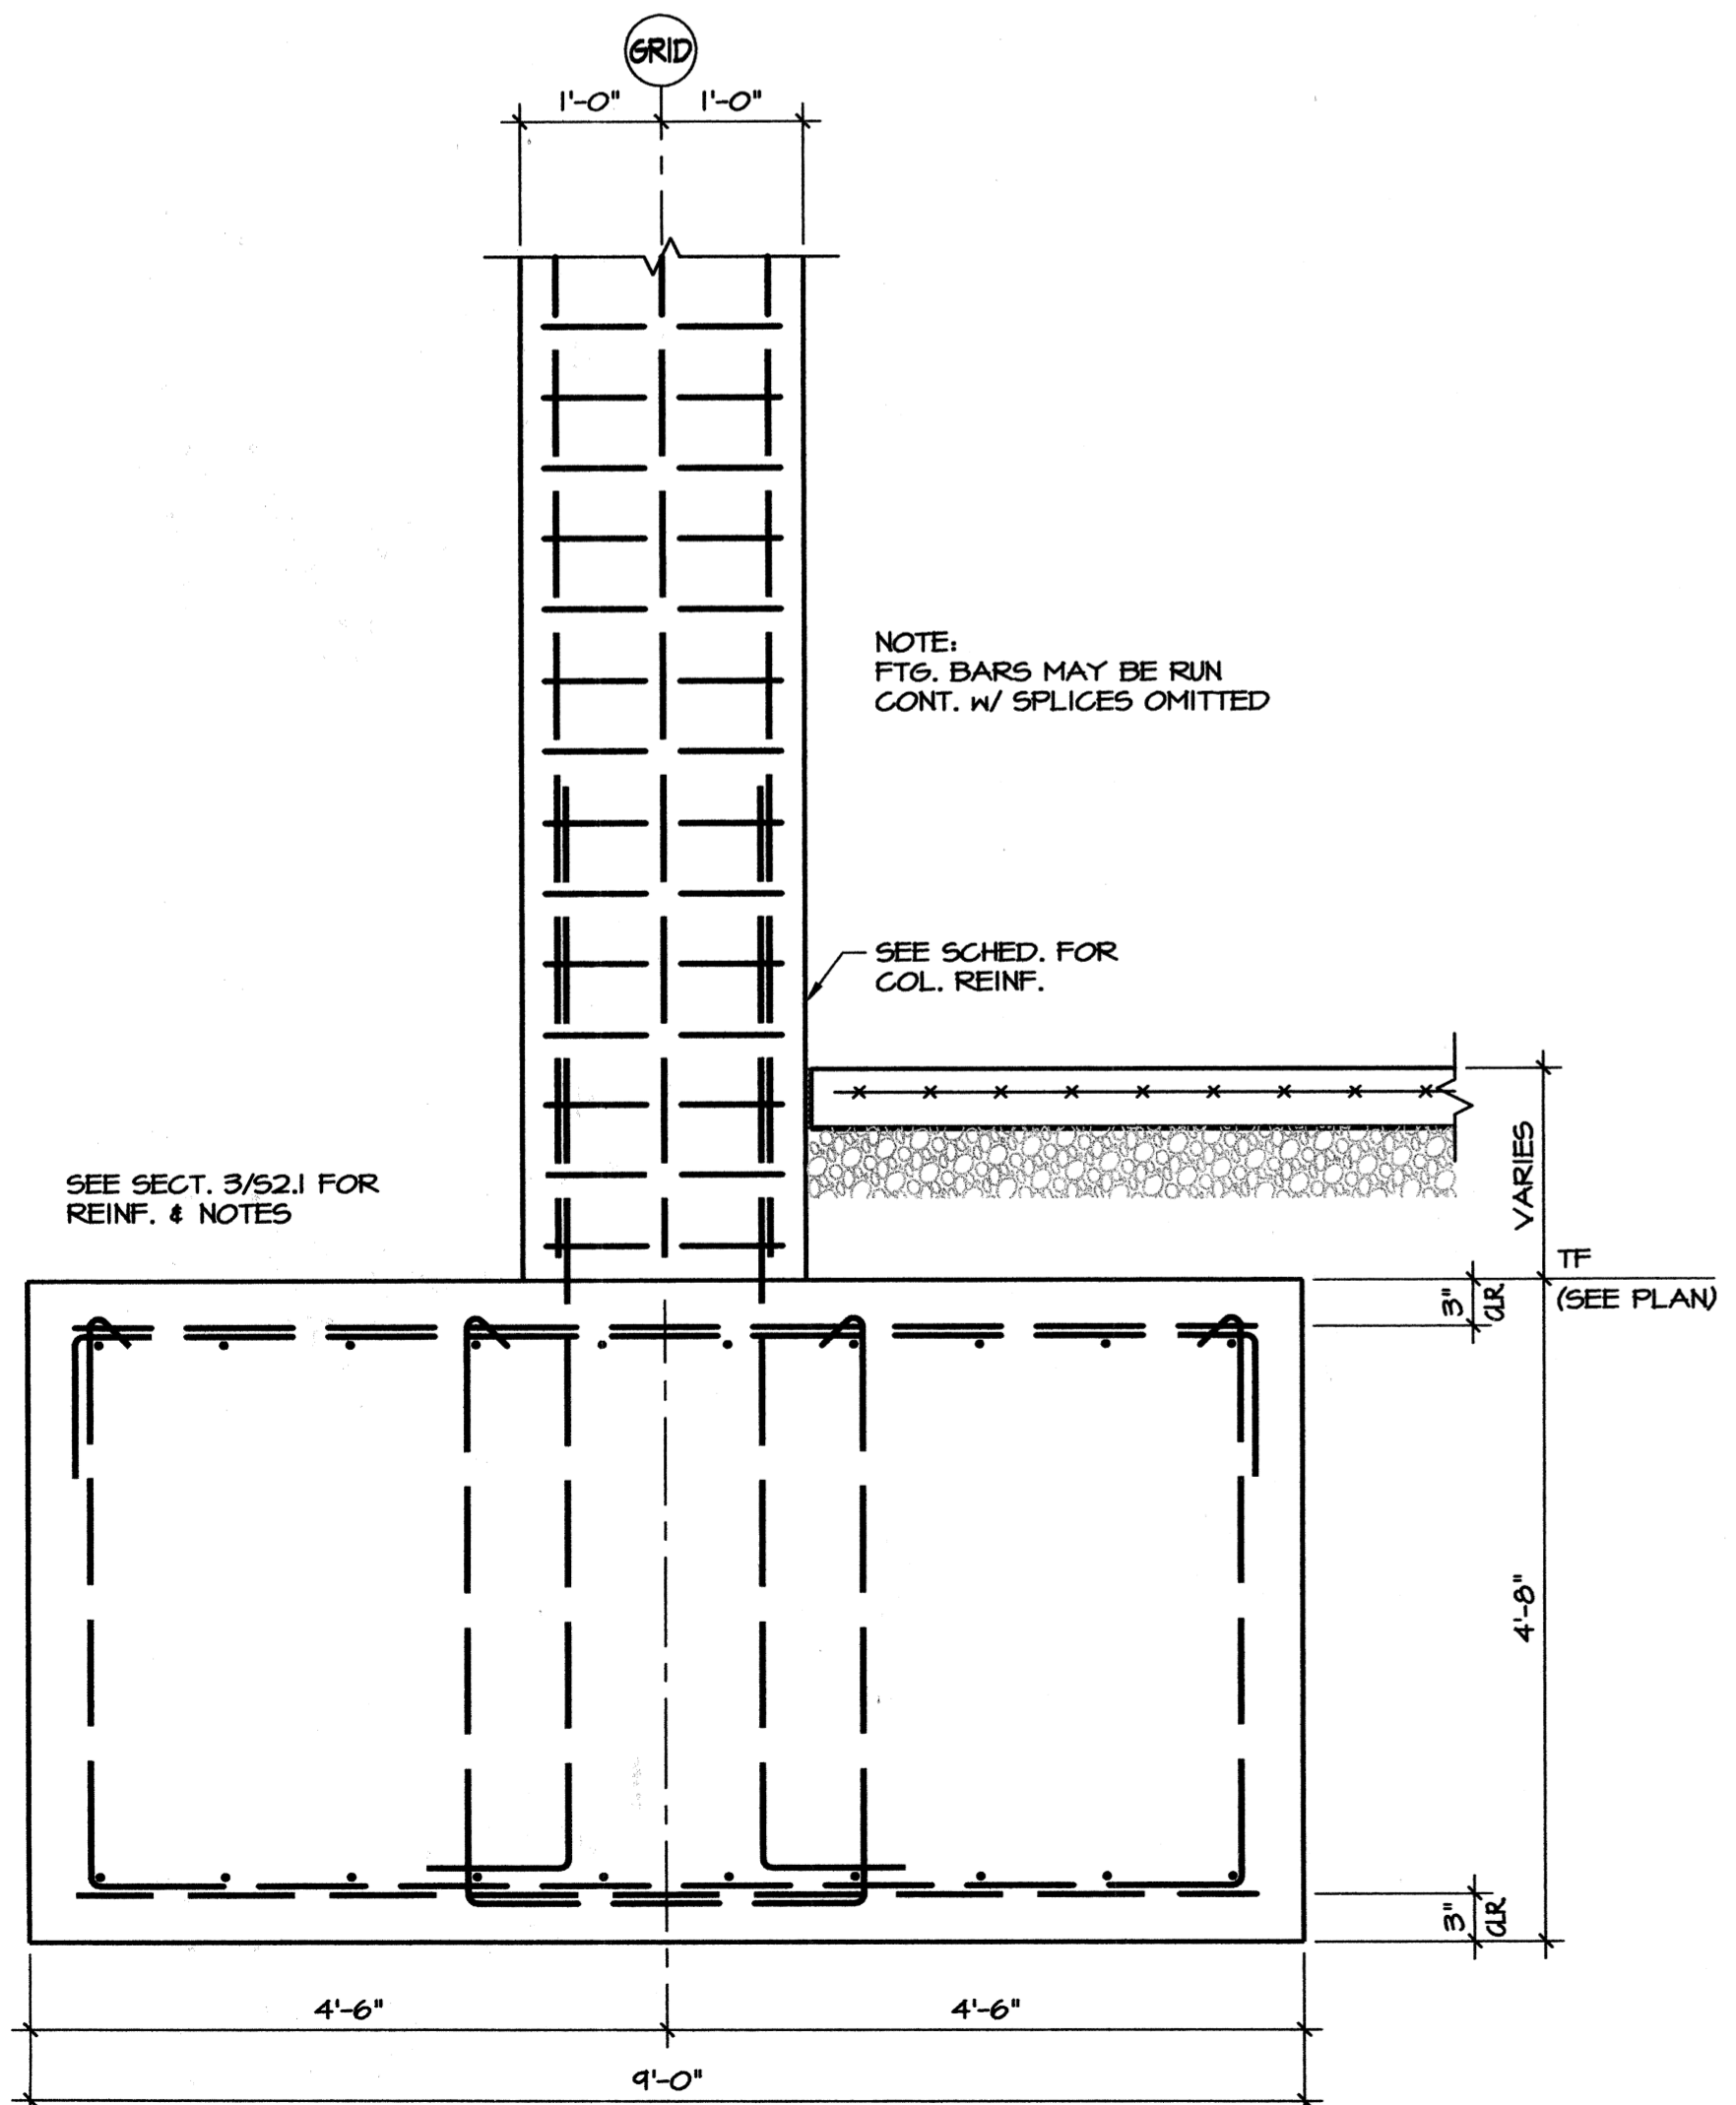 GRID
1'-0" 1'-0"
NOTE:
FTG. BARS MAY BE RUN
CONT. W/ SPLICES OMITTED
SEE SCHED. FOR
COL. REINF.
SEE SECT. 3/S2.1 FOR
REINF. & NOTES
VARIES
TF
(SEE PLAN)
3"
CLR.
4'-8"
3"
CLR.
4'-6" 4'-6"
9'-0"